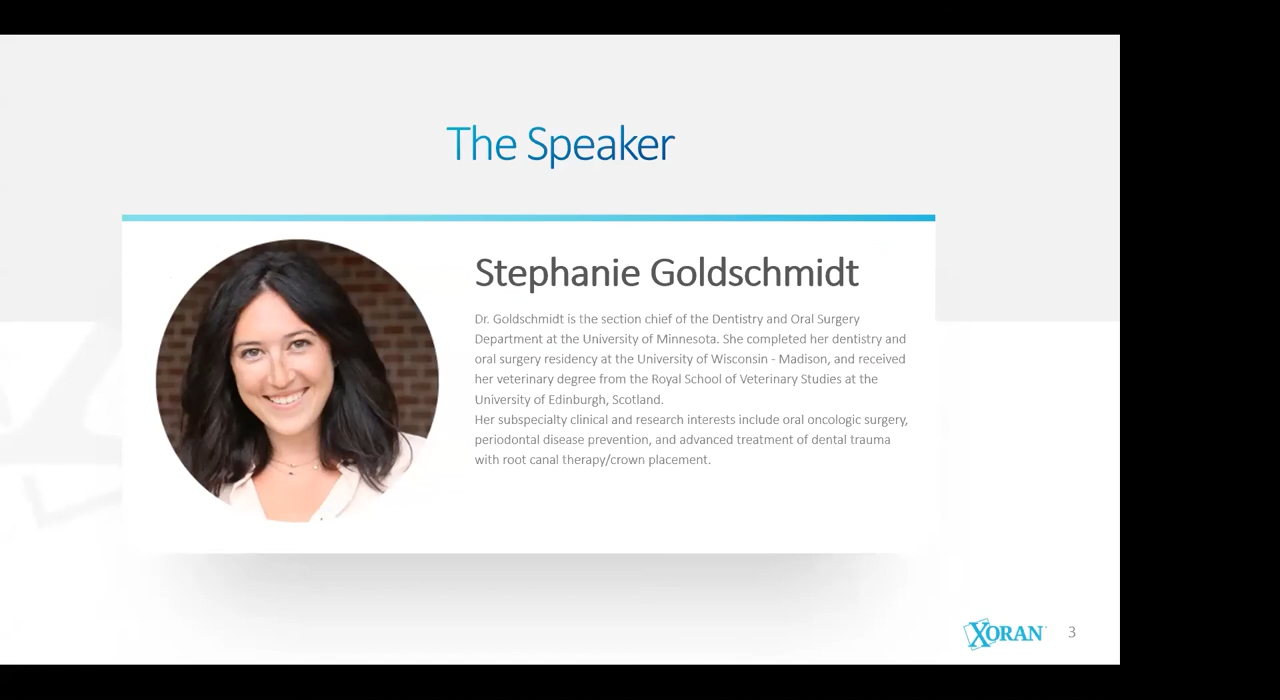 The Speaker
Stephanie Goldschmidt
Dr. Goldschmidt is the section chief of the Dentistry and Oral Surgery
Department at the University of Minnesota. She completed her dentistry and
oral surgery residency at the University of Wisconsin - Madison, and received
her veterinary degree from the Royal School of Veterinary Studies at the
University of Edinburgh, Scotland.
Her subspecialty clinical and research interests include oral oncologic surgery,
periodontal disease prevention, and advanced treatment of dental trauma
with root canal therapy/crown placement.
XORAN
3